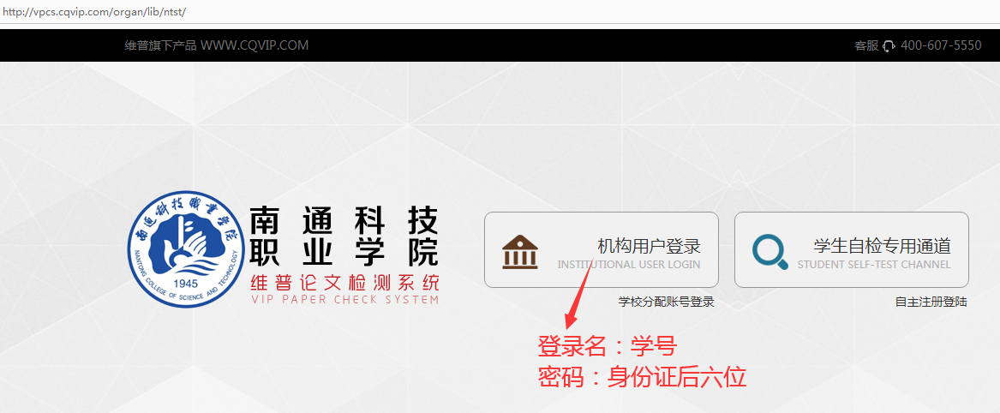 http://vpcs.cqvip.com/organ/lib/ntst/
维普旗下产品 WWW.CQVIP.COM
客服 400-607-5550
南通科技职业学院
NANTONG COLLEGE OF SCIENCE AND TECHNOLOGY
1945
南通科技
职业学院
维普论文检测系统
VIP PAPER CHECK SYSTEM
机构用户登录
INSTITUTIONAL USER LOGIN
学校分配账号登录
学生自检专用通道
STUDENT SELF-TEST CHANNEL
自主注册登陆
登录名：学号
密码：身份证后六位